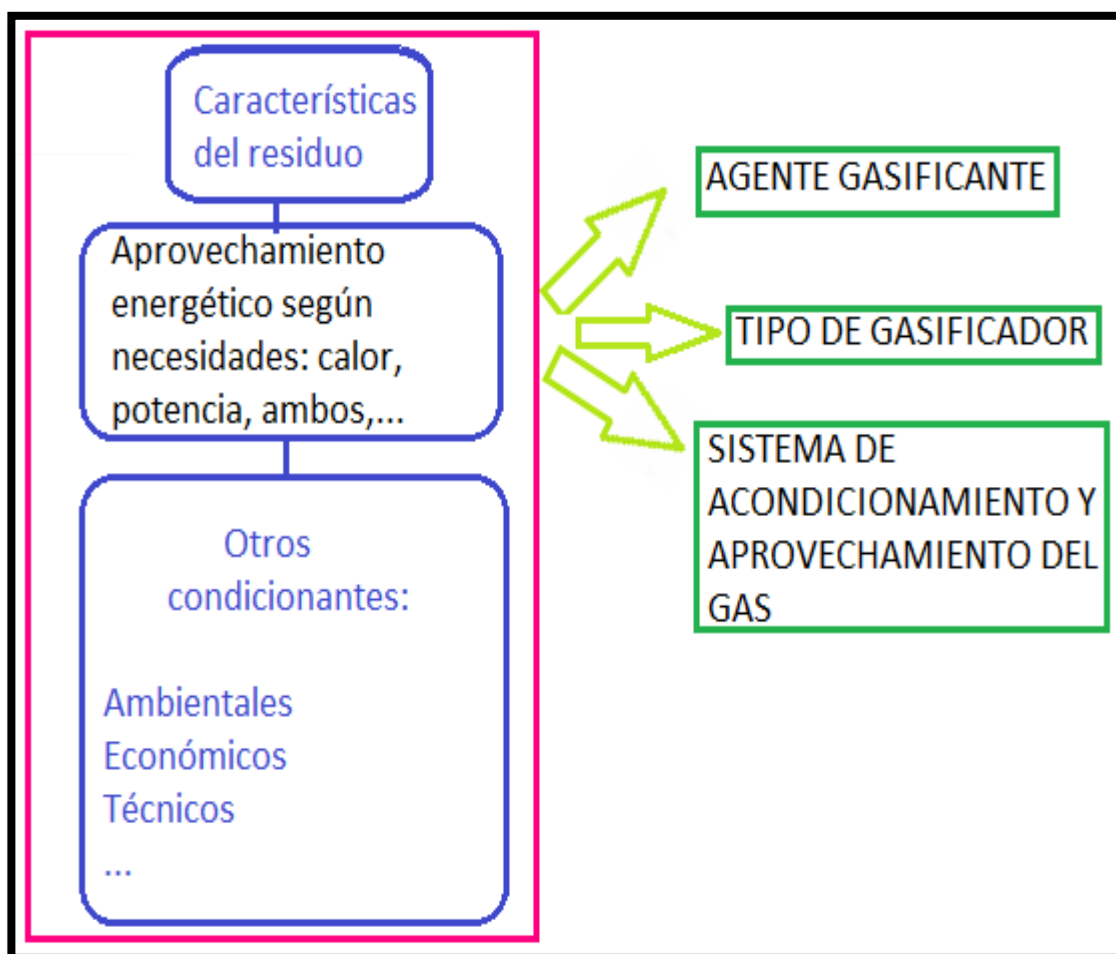 Características
del residuo
Aprovechamiento
energético según
necesidades: calor,
potencia, ambos,...
Otros
condicionantes:
Ambientales
Económicos
Técnicos
...
AGENTE GASIFICANTE
TIPO DE GASIFICADOR
SISTEMA DE
ACONDICIONAMIENTO Y
APROVECHAMIENTO DEL
GAS